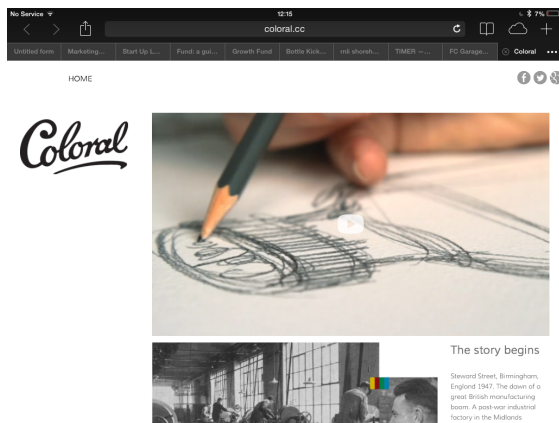 No Service 12:15 7%
coloral.cc
Untitled form Marketing... Start Up L... Fund: a gui... Growth Fund Bottle Kick... rnli shoreh... TIMER —... FC Garage... Coloral
HOME
Coloral
The story begins
Steward Street, Birmingham,
England 1947. The dawn of a
great British manufacturing
boom. A post-war industrial
factory in the Midlands